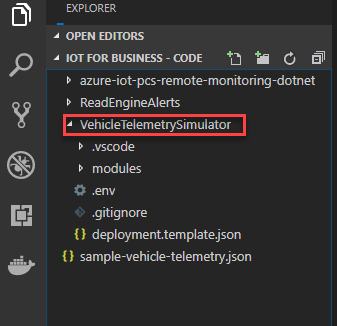 EXPLORER
OPEN EDITORS
IOT FOR BUSINESS - CODE
azure-iot-pcs-remote-monitoring-dotnet
ReadEngineAlerts
VehicleTelemetrySimulator
.vscode
modules
.env
.gitignore
{} deployment.template.json
{} sample-vehicle-telemetry.json